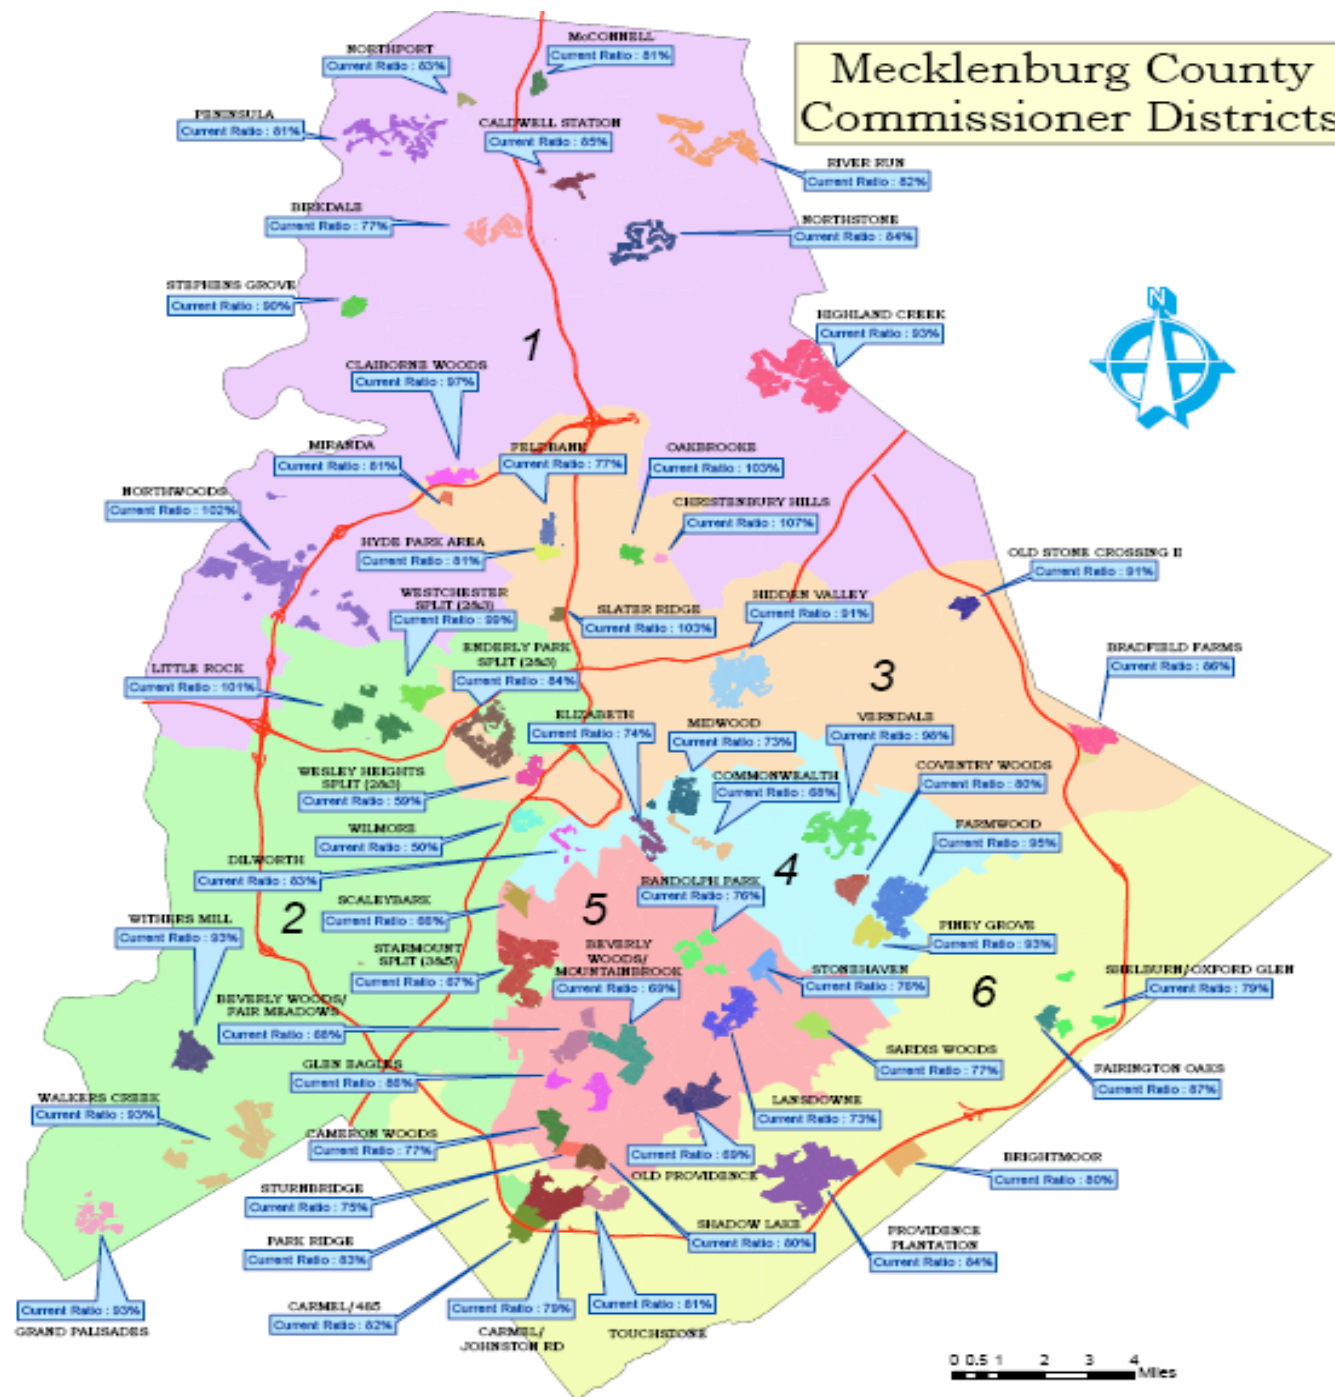 Mecklenburg County
Commissioner Districts
McCONNELL
Current Ratio : 81%
NORTHPORT
Current Ratio : 83%
PENINSULA
Current Ratio : 81%
CALDWELL STATION
Current Ratio : 85%
RIVER RUN
Current Ratio : 82%
BIRKDALE
Current Ratio : 77%
NORTHSTONE
Current Ratio : 84%
STEPHENS GROVE
Current Ratio : 90%
N
HIGHLAND CREEK
Current Ratio : 93%
1
CLAIBORNE WOODS
Current Ratio : 97%
MIRANDA
Current Ratio : 81%
Current Ratio : 77%
OAKBROOKE
Current Ratio : 103%
NORTHWOODS
Current Ratio : 102%
CHRISTENBURY HILLS
Current Ratio : 107%
HYDE PARK AREA
Current Ratio : 81%
OLD STONE CROSSING II
Current Ratio : 91%
WESTCHESTER
SPLIT (2&3)
Current Ratio : 99%
SLATER RIDGE
Current Ratio : 103%
HIDDEN VALLEY
Current Ratio : 91%
ENDERLY PARK
SPLIT (2&3)
Current Ratio : 84%
BRADFIELD FARMS
Current Ratio : 86%
LITTLE ROCK
Current Ratio : 101%
3
ELIZABETH
Current Ratio : 74%
MIDWOOD
Current Ratio : 73%
VERNDALE
Current Ratio : 98%
WESLEY HEIGHTS
SPLIT (2&3)
Current Ratio : 59%
COMMONWEALTH
Current Ratio : 68%
COVENTRY WOODS
Current Ratio : 80%
WILMORE
Current Ratio : 50%
FARMWOOD
Current Ratio : 95%
DILWORTH
Current Ratio : 83%
4
RANDOLPH PARK
Current Ratio : 76%
SCALEYBARK
Current Ratio : 66%
5
2
WITHERS MILL
Current Ratio : 93%
PINEY GROVE
Current Ratio : 93%
STARMOUNT
SPLIT (3&5)
Current Ratio : 67%
BEVERLY
WOODS/
MOUNTAINBROOK
Current Ratio : 69%
STONEHAVEN
Current Ratio : 76%
6
SHELBURN/OXFORD GLEN
Current Ratio : 79%
BEVERLY WOODS/
FAIR MEADOWS
Current Ratio : 68%
SARDIS WOODS
Current Ratio : 77%
GLEN EAGLES
Current Ratio : 86%
FAIRINGTON OAKS
Current Ratio : 87%
WALKERS CREEK
Current Ratio : 93%
LANSDOWNE
Current Ratio : 73%
CAMERON WOODS
Current Ratio : 77%
Current Ratio : 69%
OLD PROVIDENCE
BRIGHTMOOR
Current Ratio : 80%
STURNBRIDGE
Current Ratio : 75%
SHADOW LAKE
Current Ratio : 80%
PARK RIDGE
Current Ratio : 83%
PROVIDENCE
PLANTATION
Current Ratio : 84%
Current Ratio : 93%
GRAND PALISADES
CARMEL/485
Current Ratio : 82%
Current Ratio : 79%
CARMEL/
JOHNSTON RD
Current Ratio : 81%
TOUCHSTONE
0 0.5 1 2 3 4
Miles